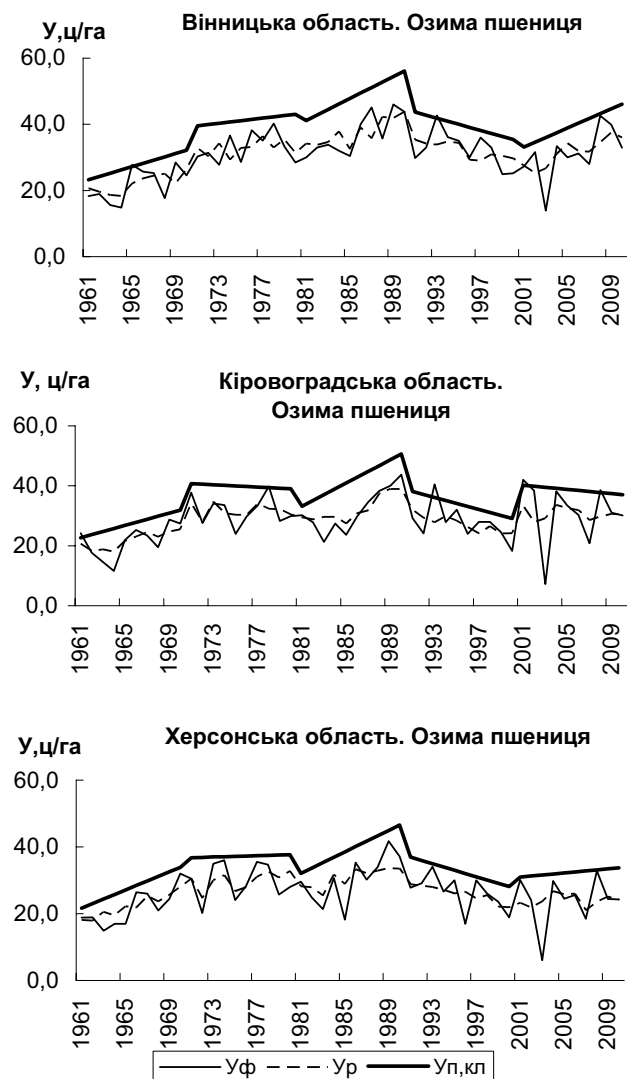 У,ц/га
Вінницька область. Озима пшениця
60,0
40,0
20,0
0,0
1961 1965 1969 1973 1977 1981 1985 1989 1993 1997 2001 2005 2009
У, ц/га
Кіровоградська область.
Озима пшениця
60,0
40,0
20,0
0,0
1961 1965 1969 1973 1977 1981 1985 1989 1993 1997 2001 2005 2009
У,ц/га
Херсонська область. Озима пшениця
60,0
40,0
20,0
0,0
1961 1965 1969 1973 1977 1981 1985 1989 1993 1997 2001 2005 2009
Уф Ур Уп,кл